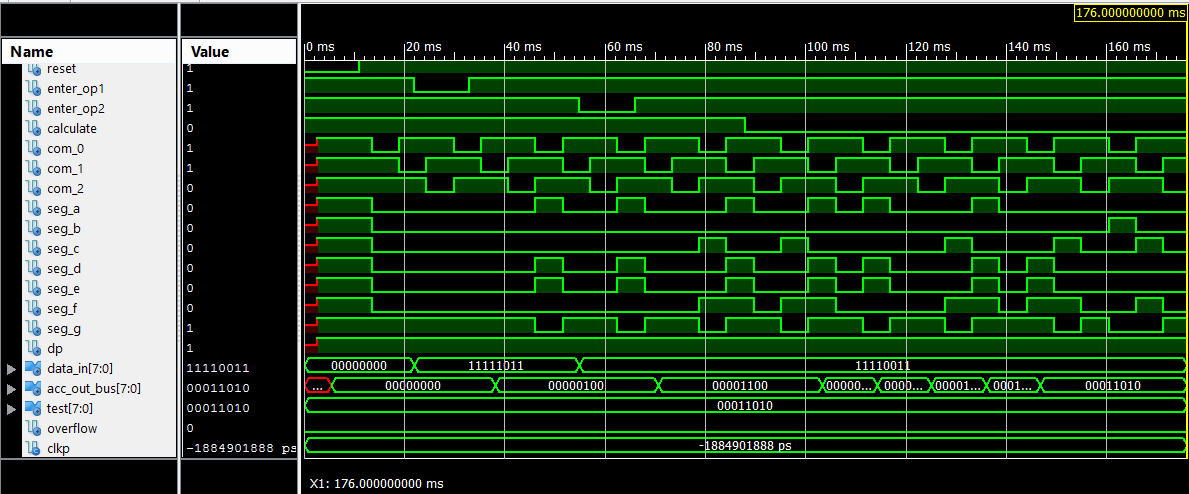 176.000000000 ms
Name Value
0 ms 20 ms 40 ms 60 ms 80 ms 100 ms 120 ms 140 ms 160 ms
reset 1
enter_op1 1
enter_op2 1
calculate 0
com_0 1
com_1 1
com_2 0
seg_a 0
seg_b 0
seg_c 0
seg_d 0
seg_e 0
seg_f 0
seg_g 1
dp 1
data_in[7:0] 11110011 00000000 11111011 11110011
acc_out_bus[7:0] 00011010 ... 00000000 00000100 00001100 00000... 0000... 00001... 0001... 00011010
test[7:0] 00011010 00011010
overflow 0
clkp -1884901888 ps -1884901888 ps
X1: 176.000000000 ms